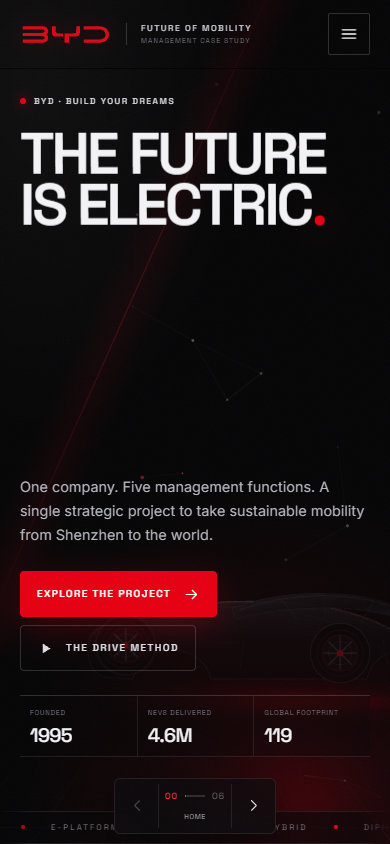 BYD
FUTURE OF MOBILITY
MANAGEMENT CASE STUDY
BYD · BUILD YOUR DREAMS
THE FUTURE
IS ELECTRIC.
One company. Five management functions. A
single strategic project to take sustainable mobility
from Shenzhen to the world.
EXPLORE THE PROJECT
THE DRIVE METHOD
FOUNDED
1995
NEVS DELIVERED
4.6M
GLOBAL FOOTPRINT
119
00
06
HOME
E-PLATFORM